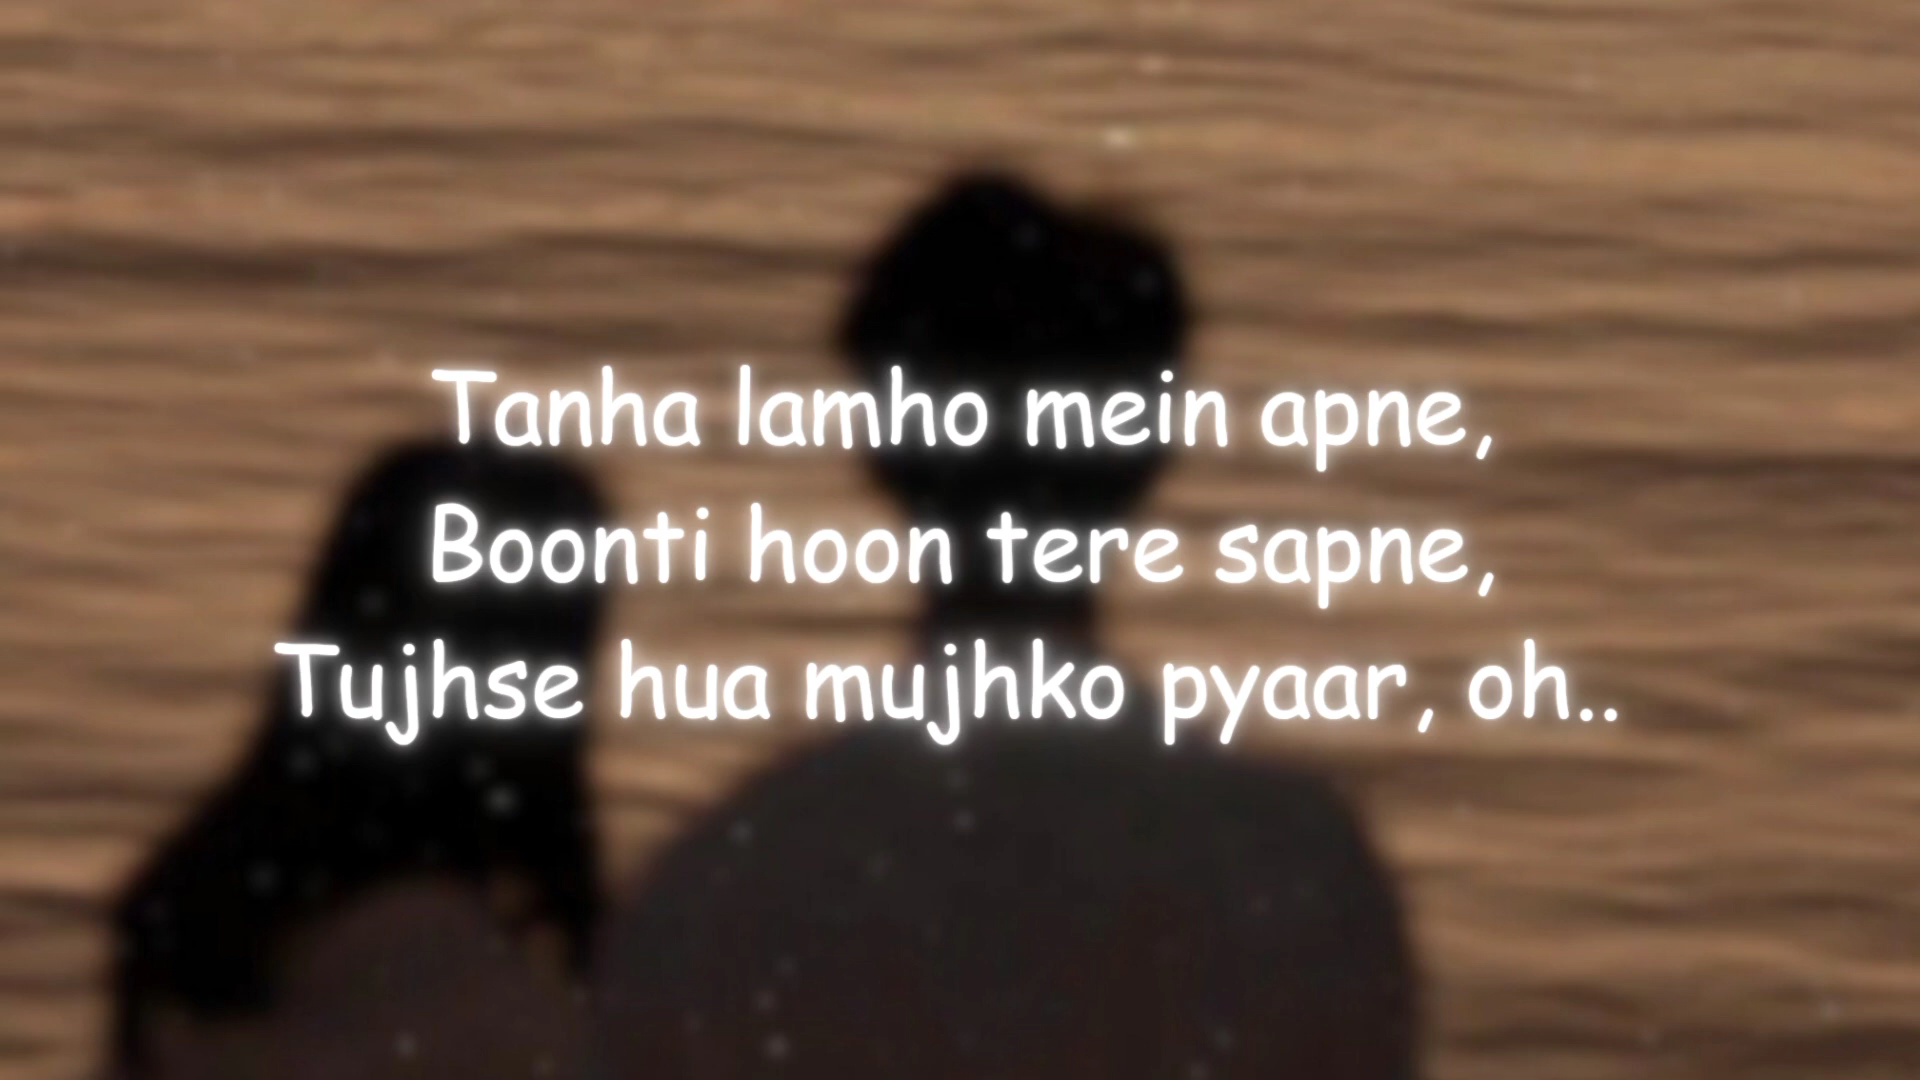 Tanha lamho mein apne,
Boonti hoon tere sapne,
Tujhse hua mujhko pyaar, oh..